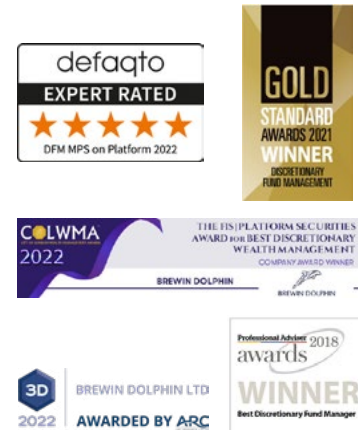 defaqto
EXPERT RATED
DFM MPS on Platform 2022
GOLD
STANDARD
AWARDS 2021
WINNER
DISCRETIONARY
FUND MANAGEMENT
COLWMA
2022
THE FIS | PLATFORM SECURITIES
AWARD FOR BEST DISCRETIONARY
WEALTH MANAGEMENT
COMPANY AWARD WINNER
BREWIN DOLPHIN
BREWIN DOLPHIN
3D
2022
BREWIN DOLPHIN LTD
AWARDED BY ARC
Professional Adviser 2018
awards
WINNER
Best Discretionary Fund Manager